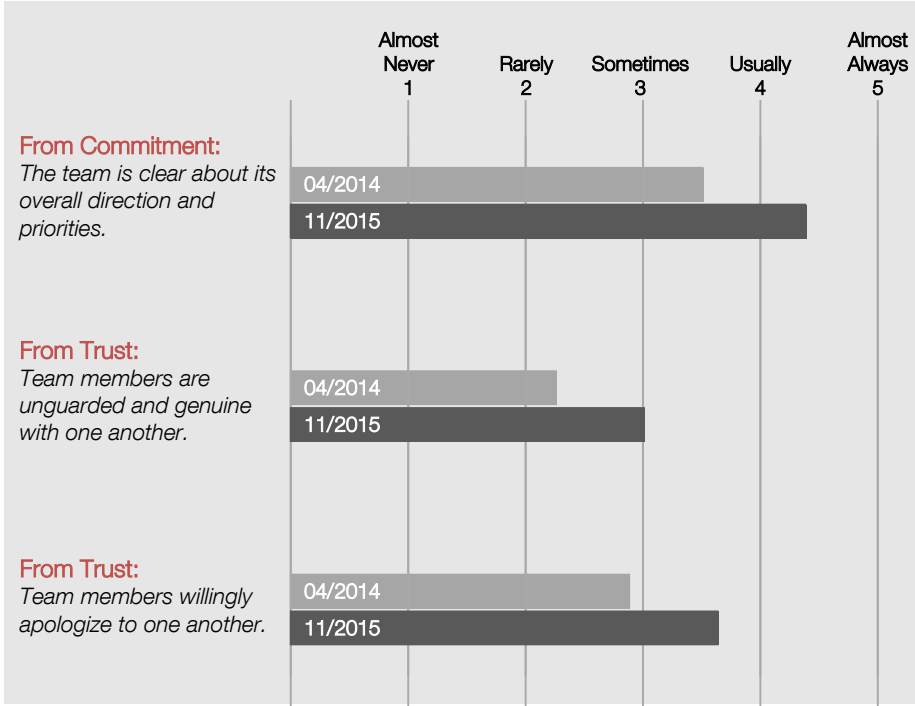 Almost
Never
1
Rarely
2
Sometimes
3
Usually
4
Almost
Always
5
From Commitment:
The team is clear about its
overall direction and
priorities.
04/2014
11/2015
From Trust:
Team members are
unguarded and genuine
with one another.
04/2014
11/2015
From Trust:
Team members willingly
apologize to one another.
04/2014
11/2015